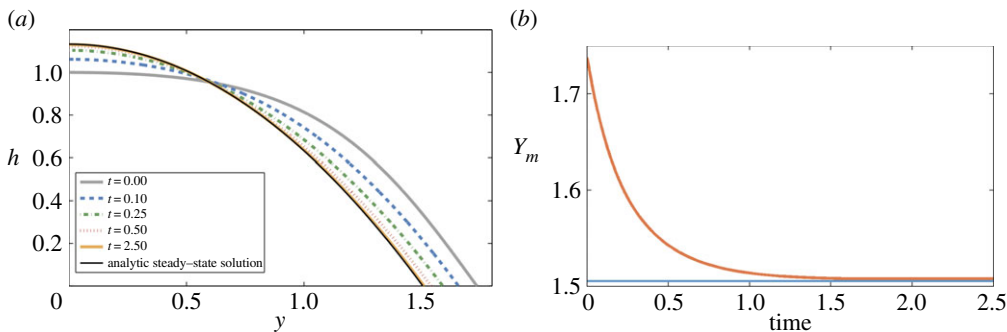 (a)
h
1.0
0.8
0.6
0.4
0.2
t = 0.00
t = 0.10
t = 0.25
t = 0.50
t = 2.50
analytic steady–state solution
0
0.5
1.0
1.5
y
(b)
Y_m
1.7
1.6
1.5
0
0.5
1.0
1.5
2.0
2.5
time